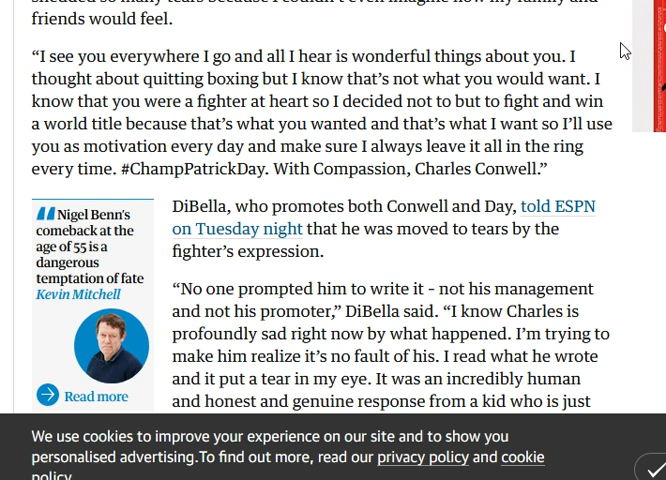 friends would feel.
“I see you everywhere I go and all I hear is wonderful things about you. I
thought about quitting boxing but I know that’s not what you would want. I
know that you were a fighter at heart so I decided not to but to fight and win
a world title because that’s what you wanted and that’s what I want so I’ll use
you as motivation every day and make sure I always leave it all in the ring
every time. #ChampPatrickDay. With Compassion, Charles Conwell.”
Nigel Benn’s
comeback at the
age of 55 is a
dangerous
temptation of fate
Kevin Mitchell
Read more
DiBella, who promotes both Conwell and Day, told ESPN
on Tuesday night that he was moved to tears by the
fighter’s expression.
“No one prompted him to write it – not his management
and not his promoter,” DiBella said. “I know Charles is
profoundly sad right now by what happened. I’m trying to
make him realize it’s no fault of his. I read what he wrote
and it put a tear in my eye. It was an incredibly human
and honest and genuine response from a kid who is just
We use cookies to improve your experience on our site and to show you
personalised advertising.To find out more, read our privacy policy and cookie
policy